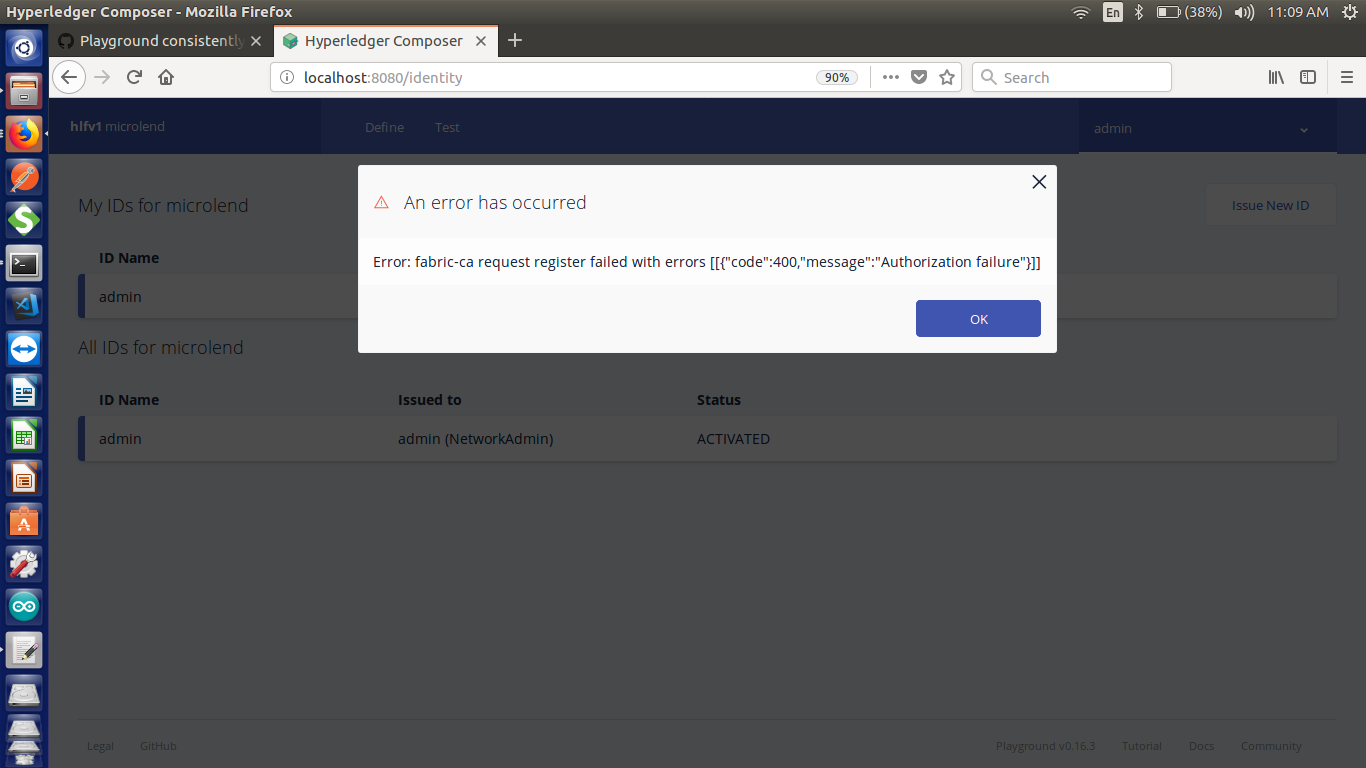 Hyperledger Composer - Mozilla Firefox
En
(38%)
11:09 AM
Playground consistently
Hyperledger Composer
localhost:8080/identity
90%
Search
hlfv1 microlend
Define
Test
admin
An error has occurred
Error: fabric-ca request register failed with errors [[{"code":400,"message":"Authorization failure"}]]
OK
My IDs for microlend
Issue New ID
ID Name
admin
All IDs for microlend
ID Name
Issued to
Status
admin
admin (NetworkAdmin)
ACTIVATED
Legal
GitHub
Playground v0.16.3
Tutorial
Docs
Community